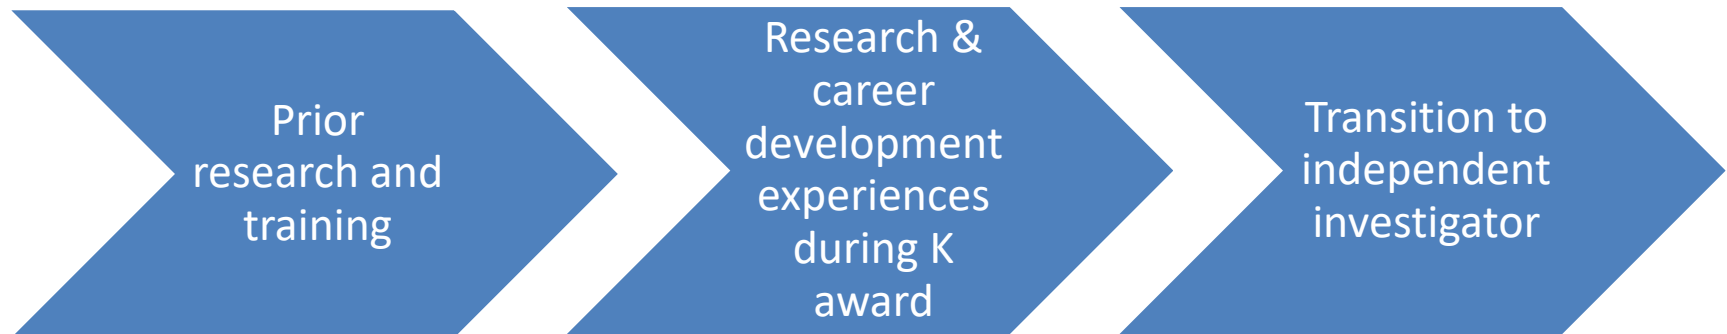 Prior
research and
training
Research &
career
development
experiences
during K
award
Transition to
independent
investigator